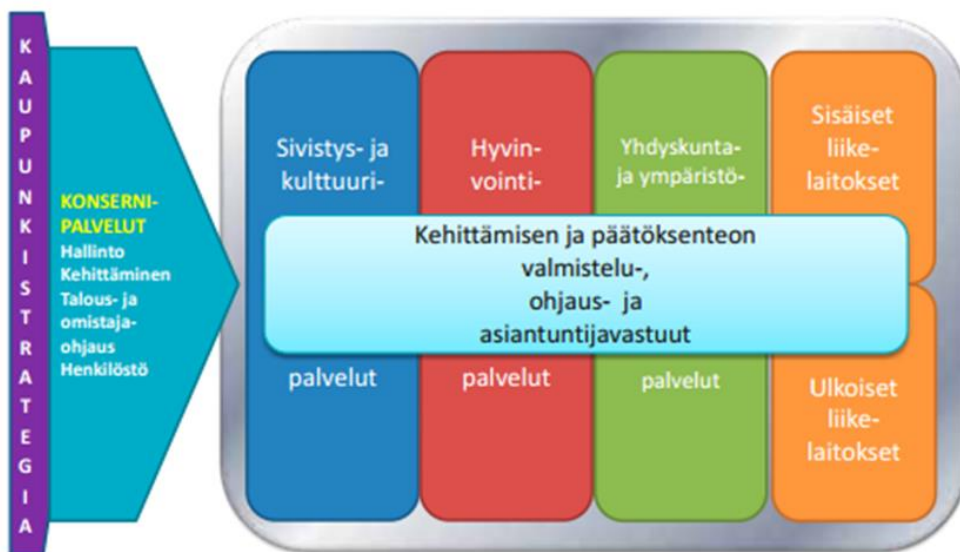 KAUPUNKISTRATEGIA
KONSERNI-
PALVELUT
Hallinto
Kehittäminen
Talous- ja
omistaja-
ohjaus
Henkilöstö
Sivistys- ja
kulttuuri-
palvelut
Hyvin-
vointi-
palvelut
Yhdyskunta-
ja ympäristö-
palvelut
Sisäiset
liike-
laitokset
Kehittämisen ja päätöksenteon
valmistelu-,
ohjaus- ja
asiantuntijavastuut
Ulkoiset
liike-
laitokset